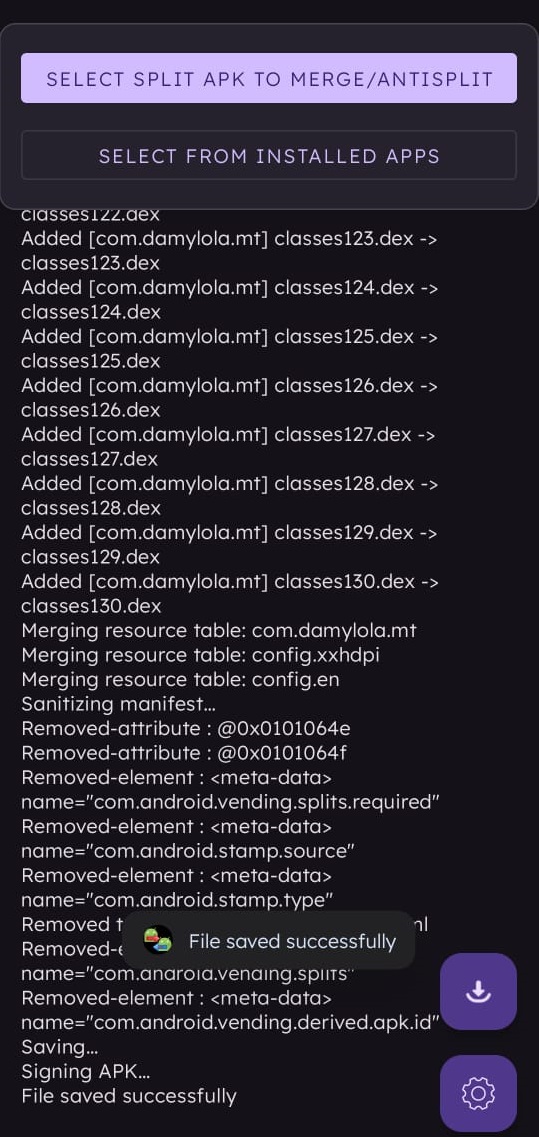 SELECT SPLIT APK TO MERGE/ANTISPLIT
SELECT FROM INSTALLED APPS
classes122.dex
Added [com.damylola.mt] classes123.dex ->
classes123.dex
Added [com.damylola.mt] classes124.dex ->
classes124.dex
Added [com.damylola.mt] classes125.dex ->
classes125.dex
Added [com.damylola.mt] classes126.dex ->
classes126.dex
Added [com.damylola.mt] classes127.dex ->
classes127.dex
Added [com.damylola.mt] classes128.dex ->
classes128.dex
Added [com.damylola.mt] classes129.dex ->
classes129.dex
Added [com.damylola.mt] classes130.dex ->
classes130.dex
Merging resource table: com.damylola.mt
Merging resource table: config.xxhdpi
Merging resource table: config.en
Sanitizing manifest...
Removed-attribute : @0x0101064e
Removed-attribute : @0x0101064f
Removed-element : <meta-data>
name="com.android.vending.splits.required"
Removed-element : <meta-data>
name="com.android.stamp.source"
Removed-element : <meta-data>
name="com.android.stamp.type"
Removed
File saved successfully
name="com.android.vending.splits"
Removed-element : <meta-data>
name="com.android.vending.derived.apk.id"
Saving...
Signing APK...
File saved successfully